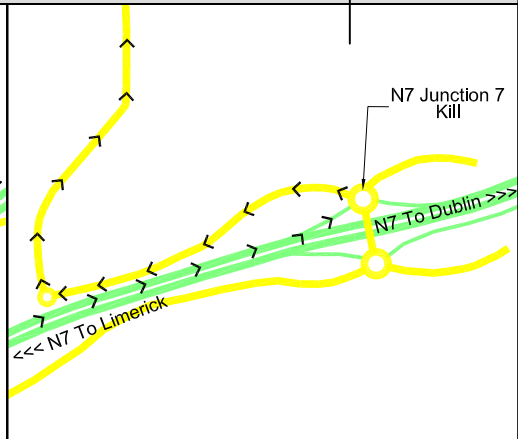 N7 Junction 7
Kill
N7 To Dublin >>>
<<< N7 To Limerick